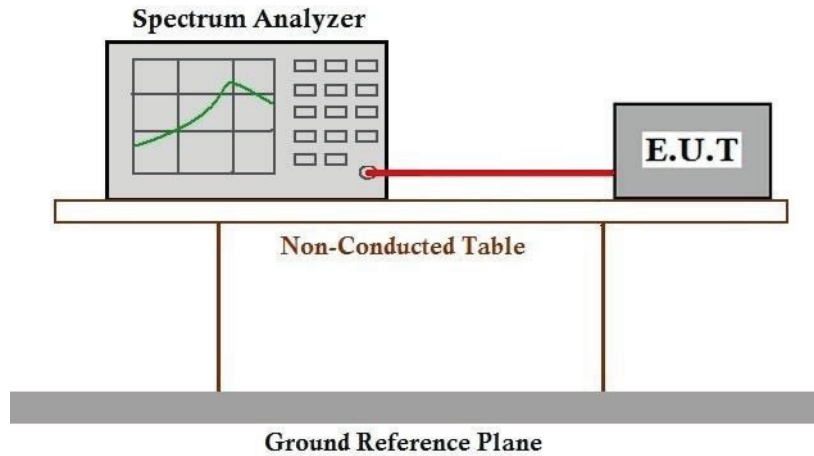 Spectrum Analyzer
E.U.T
Non-Conducted Table
Ground Reference Plane